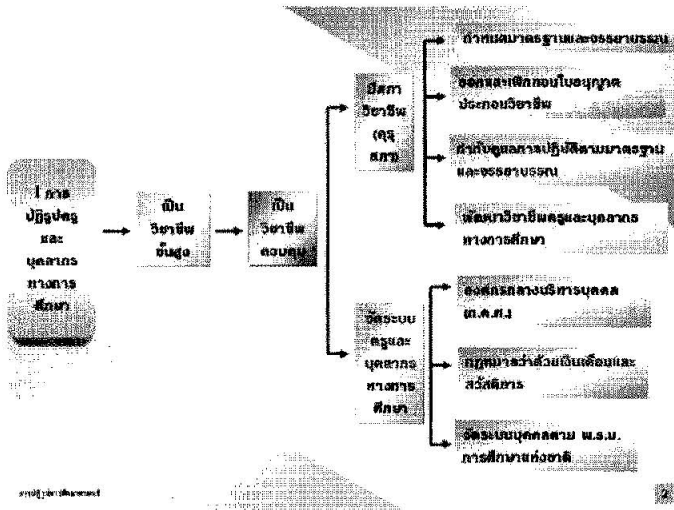 การ
ปฏิรูปครู
และ
บุคลากร
ทางการ
ศึกษา
เป็น
วิชาชีพ
ชั้นสูง
เป็น
วิชาชีพ
ควบคุม
มีสภา
วิชาชีพ
(คุรุ
สภา)
กำหนดมาตรฐานและจรรยาบรรณ
ออกและเพิกถอนใบอนุญาต
ประกอบวิชาชีพ
กำกับดูแลการปฏิบัติตามมาตรฐาน
และจรรยาบรรณ
พัฒนาวิชาชีพครูและบุคลากร
ทางการศึกษา
จัดระบบ
ครูและ
บุคลากร
ทางการ
ศึกษา
องค์กรกลางบริหารบุคคล
(ก.ค.ศ.)
กฎหมายว่าด้วยเงินเดือนและ
สวัสดิการ
จัดระบบบุคคลตาม พ.ร.บ.
การศึกษาแห่งชาติ
2